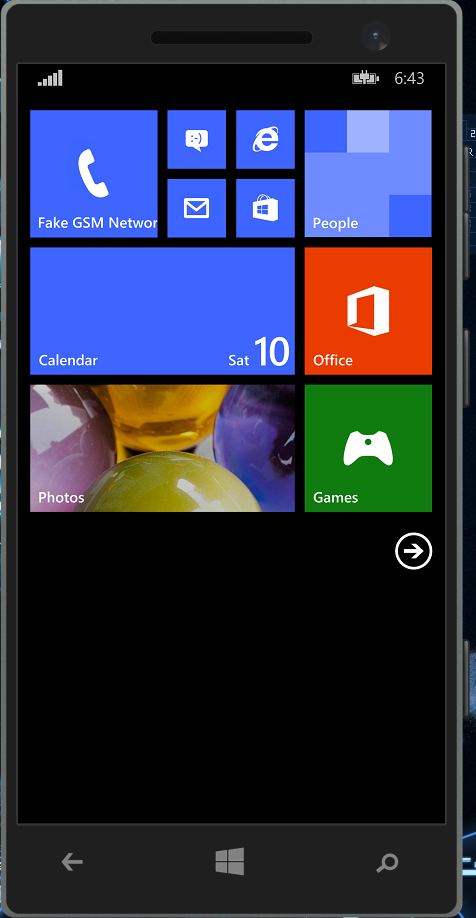 6:43
Fake GSM Networ
People
Calendar
Sat 10
Office
Photos
Games